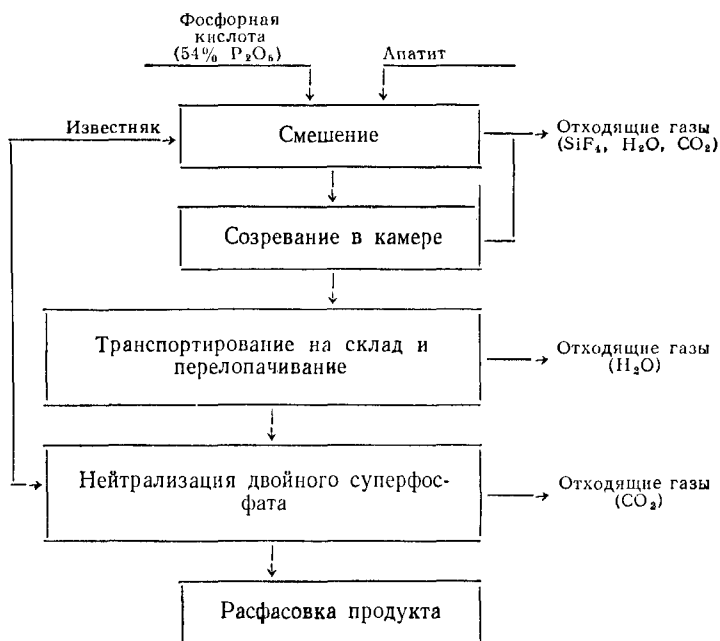 Фосфорная
кислота
(54% P₂O₅)
Апатит
Известняк
Смешение
Отходящие газы
(SiF₄, H₂O, CO₂)
Созревание в камере
Транспортирование на склад и
перелопачивание
Отходящие газы
(H₂O)
Нейтрализация двойного суперфос-
фата
Отходящие газы
(CO₂)
Расфасовка продукта